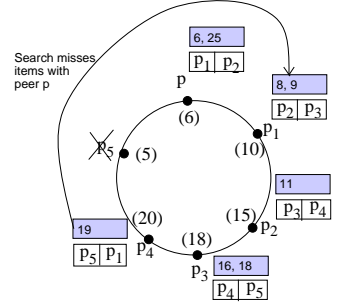 6, 25
p1 p2
Search misses
items with
peer p
8, 9
p2 p3
p
(6)
p1
(10)
p5
(5)
11
p3 p4
(15)
p2
(20)
p4
(18)
p3
19
p5 p1
16, 18
p4 p5